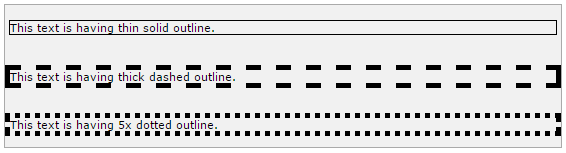 This text is having thin solid outline.
This text is having thick dashed outline.
This text is having 5x dotted outline.